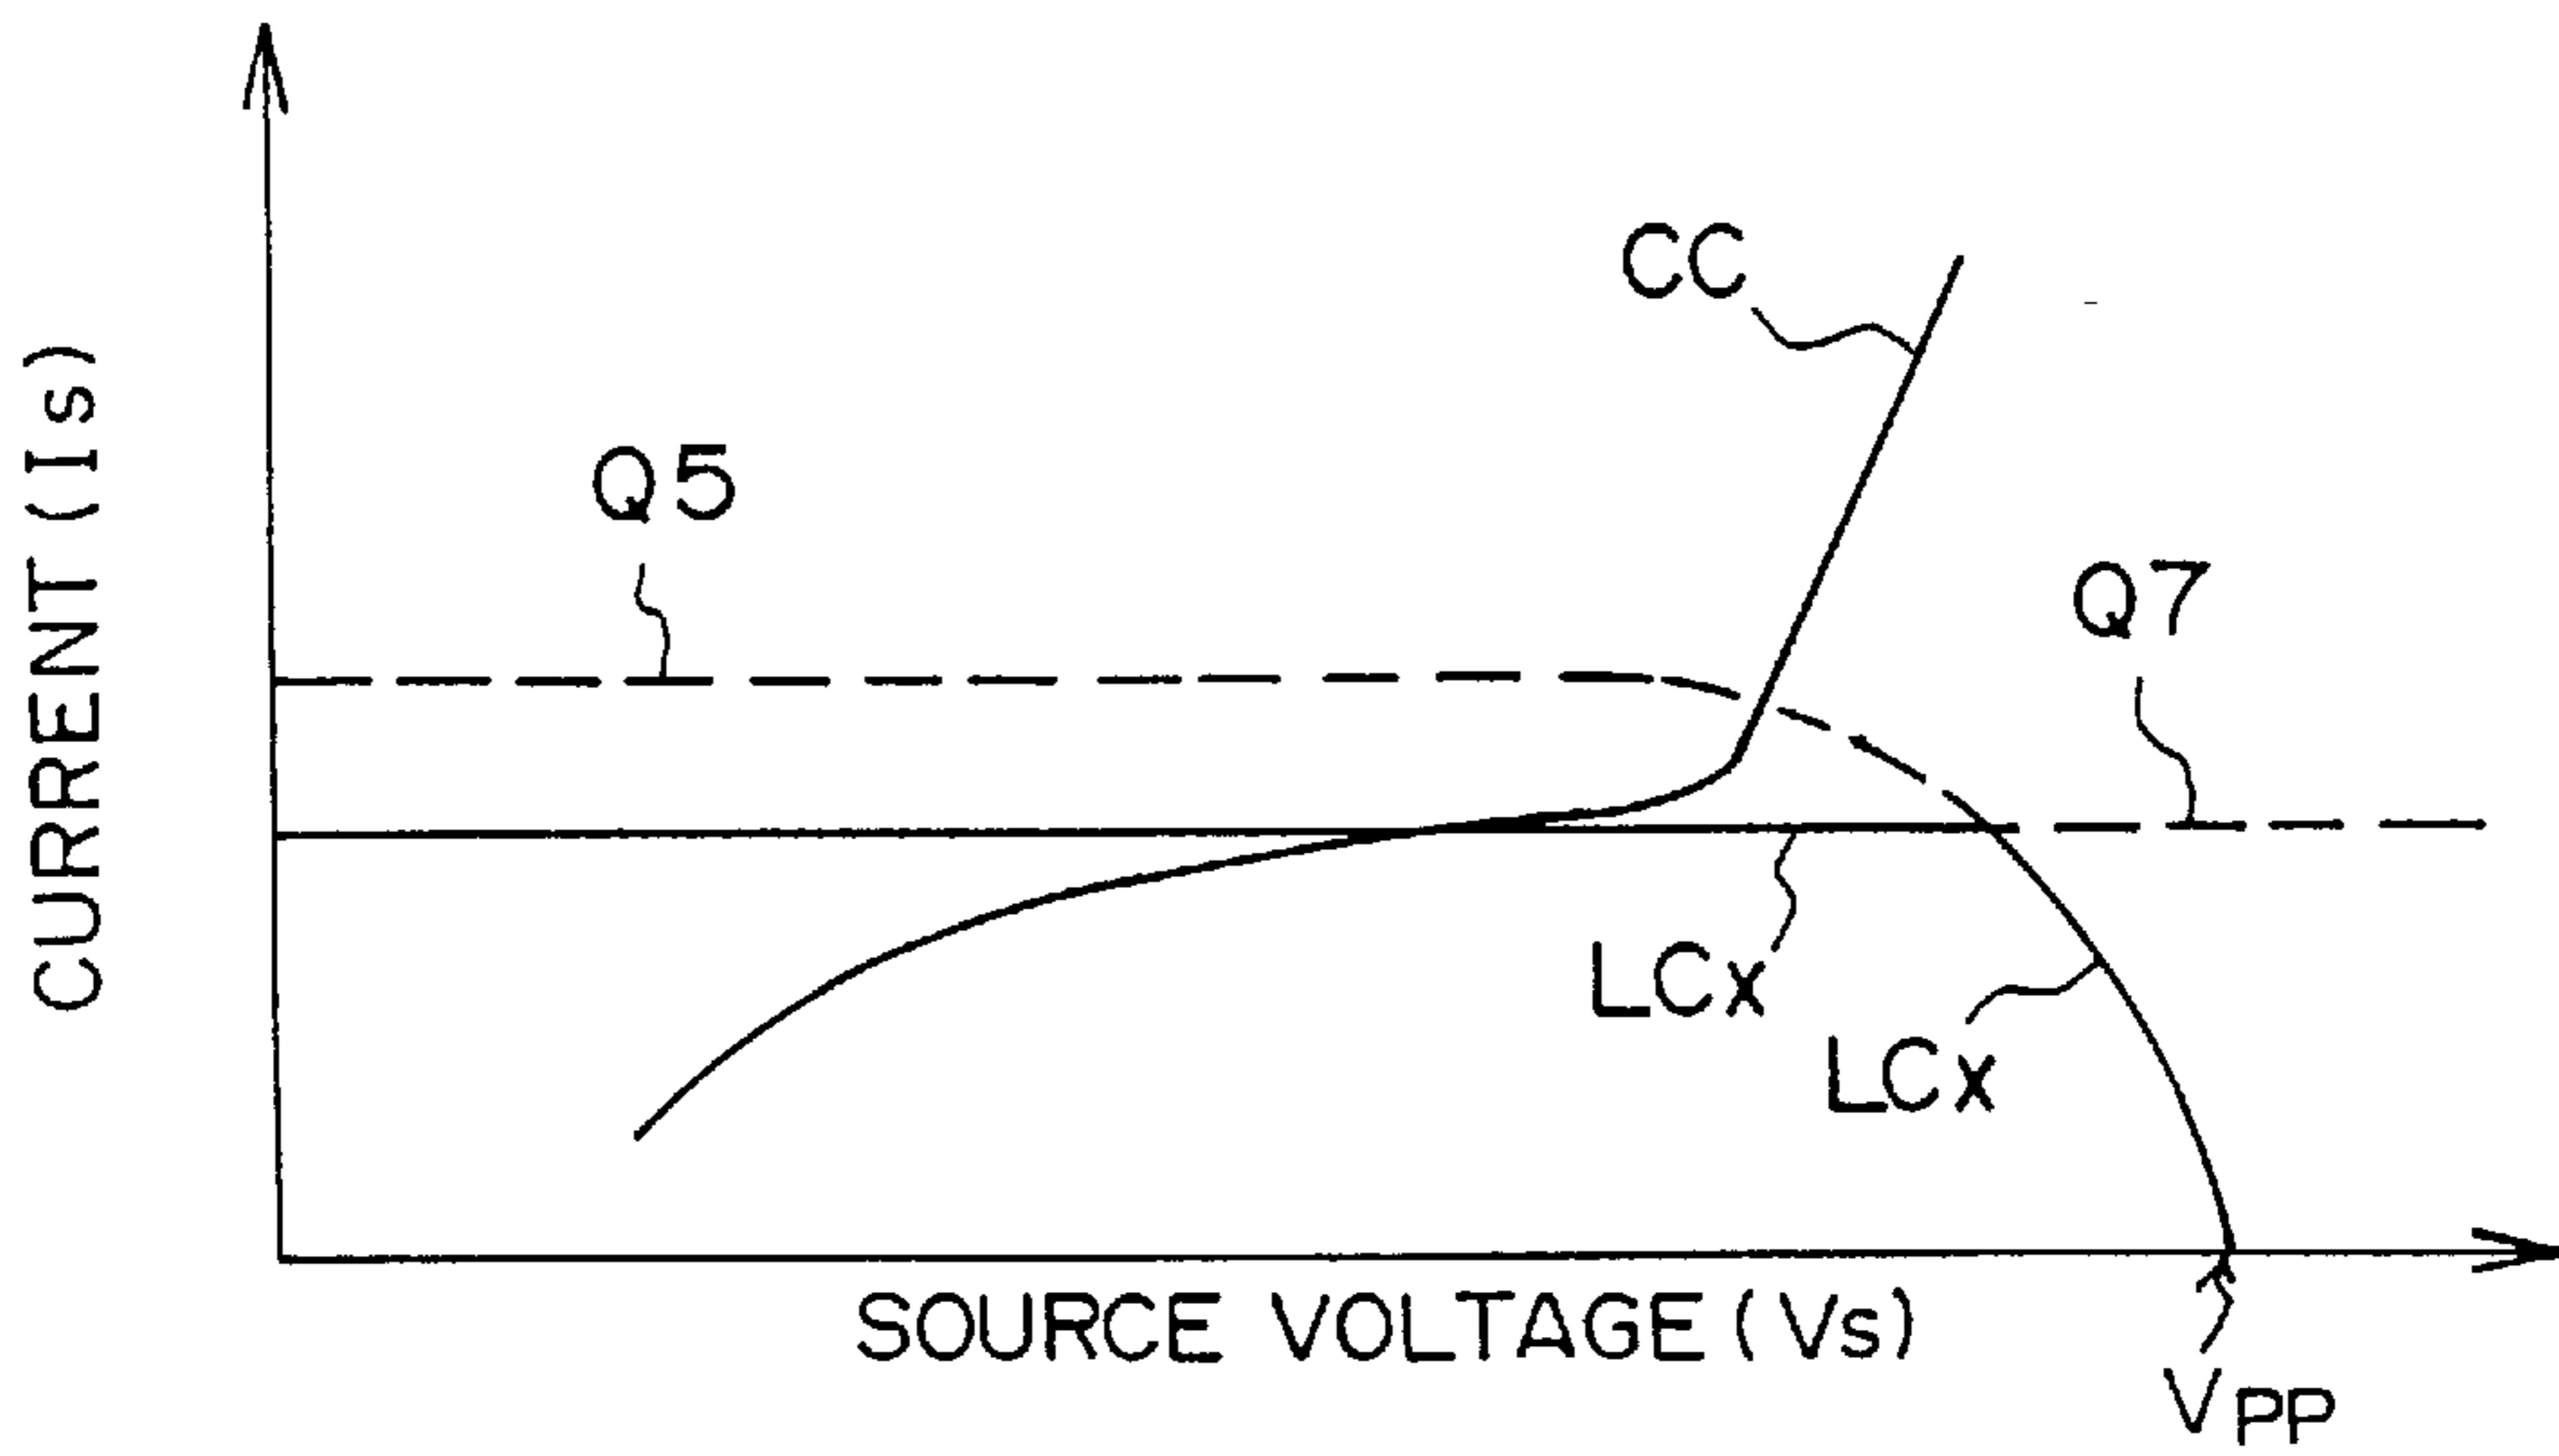 CC
Q5
Q7
CURRENT (Is)
LCx
LCx
SOURCE VOLTAGE (Vs)
VPP